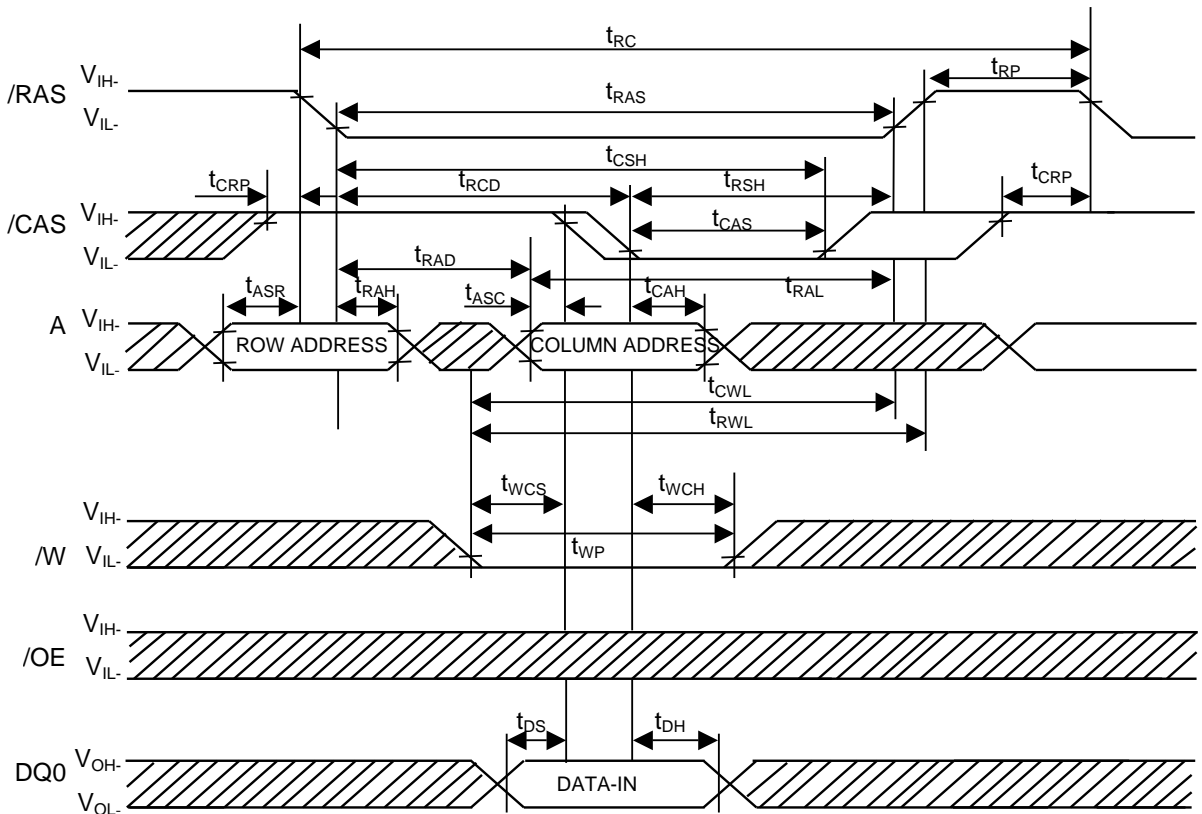 tRC
VIH-
tRP
/RAS
tRAS
VIL-
tCSH
tCRP
tRCD
tRSH
tCRP
VIH-
/CAS
tCAS
VIL-
tRAD
tASR
tRAH
tASC
tCAH
tRAL
A
VIH-
ROW ADDRESS
COLUMN ADDRESS
VIL-
tCWL
tRWL
tWCS
tWCH
VIH-
tWP
/W
VIL-
VIH-
/OE
VIL-
tDS
tDH
VOH-
DQ0
DATA-IN
VOL-